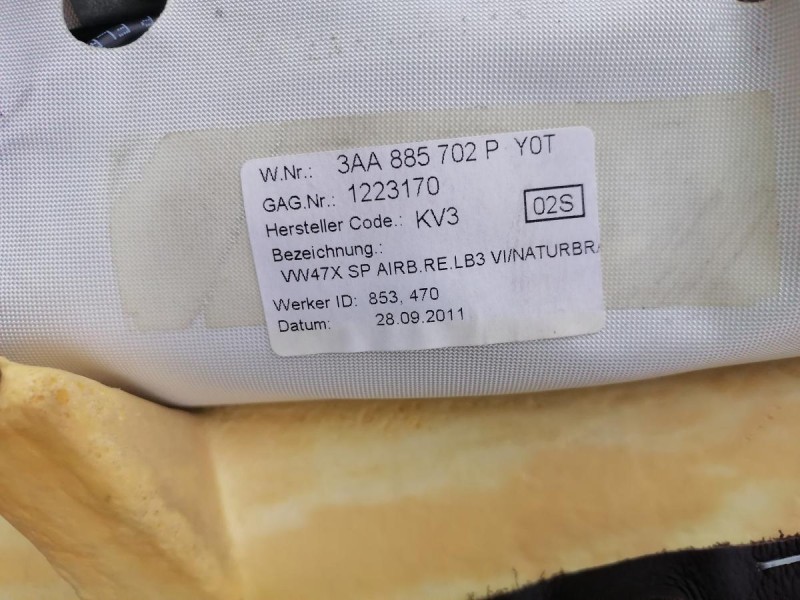 W.Nr.: 3AA 885 702 P Y0T
GAG.Nr.: 1223170
Hersteller Code.: KV3
02S
Bezeichnung.:
VW47X SP AIRB.RE.LB3 VI/NATURBRA
Werker ID: 853, 470
Datum: 28.09.2011